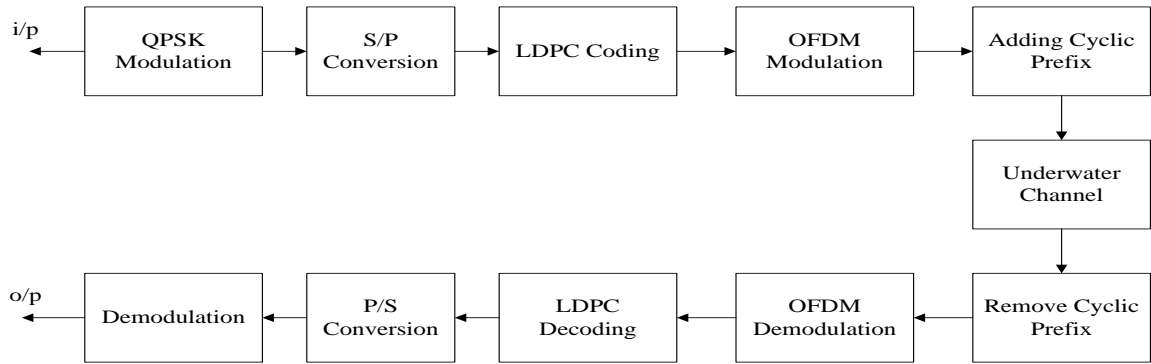 i/p
QPSK
Modulation
S/P
Conversion
LDPC Coding
OFDM
Modulation
Adding Cyclic
Prefix
Underwater
Channel
o/p
Demodulation
P/S
Conversion
LDPC
Decoding
OFDM
Demodulation
Remove Cyclic
Prefix